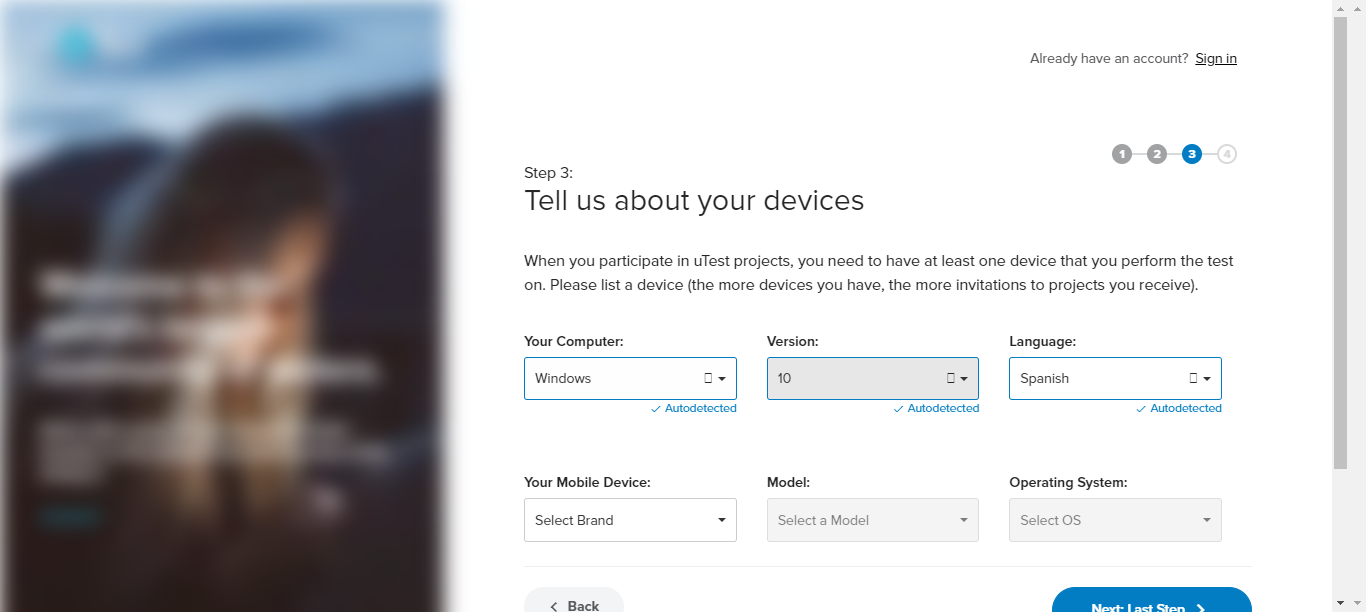 Already have an account? Sign in
1 2 3 4
Step 3:
Tell us about your devices
When you participate in uTest projects, you need to have at least one device that you perform the test
on. Please list a device (the more devices you have, the more invitations to projects you receive).
Your Computer: Version: Language:
Windows 10 Spanish
Autodetected Autodetected Autodetected
Your Mobile Device: Model: Operating System:
Select Brand Select a Model Select OS
Back Next: Last Step